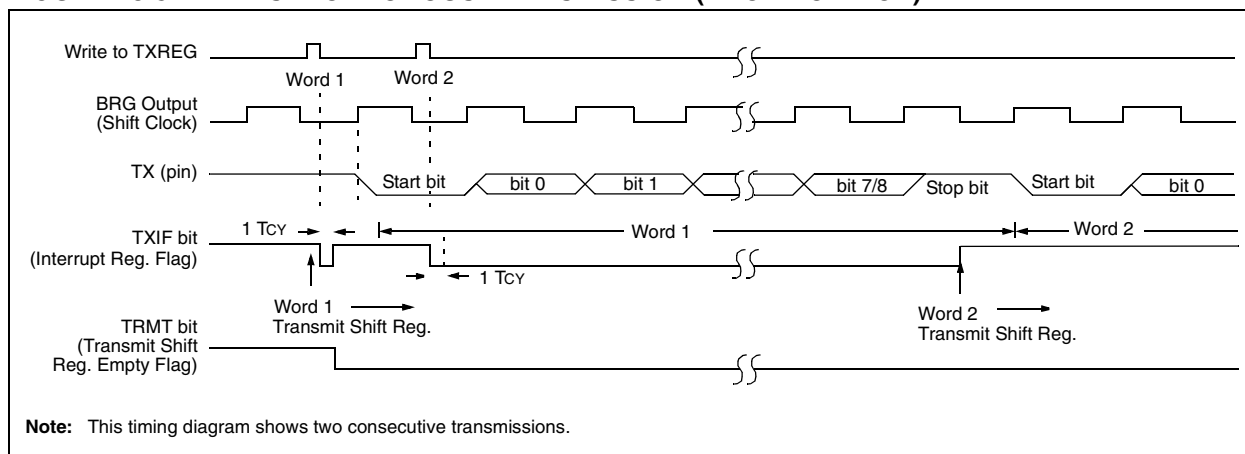 Write to TXREG
Word 1
Word 2
BRG Output
(Shift Clock)
TX (pin)
Start bit
bit 0
bit 1
bit 7/8
Stop bit
Start bit
bit 0
1 TCY
TXIF bit
(Interrupt Reg. Flag)
Word 1
Word 2
1 TCY
Word 1
Transmit Shift Reg.
Word 2
Transmit Shift Reg.
TRMT bit
(Transmit Shift
Reg. Empty Flag)
Note: This timing diagram shows two consecutive transmissions.